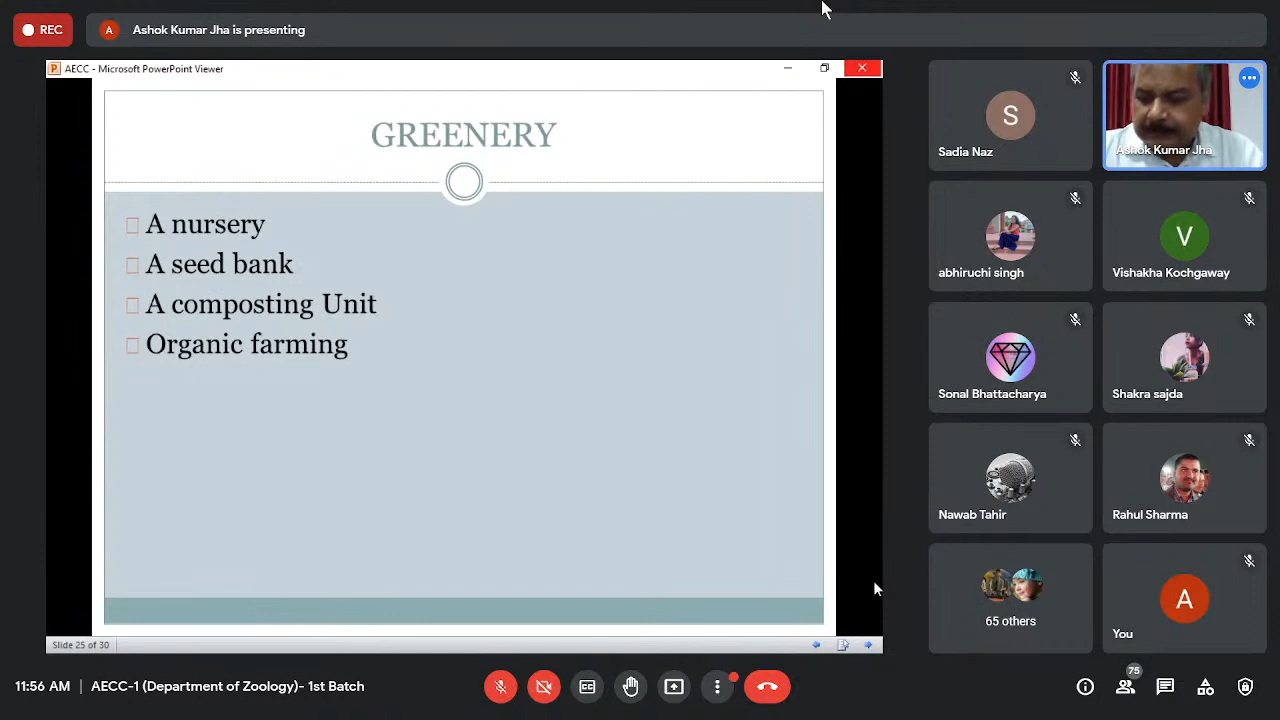 REC
A
Ashok Kumar Jha is presenting
AECC - Microsoft PowerPoint Viewer
GREENERY
A nursery
A seed bank
A composting Unit
Organic farming
Slide 25 of 30
S
Sadia Naz
Ashok Kumar Jha
abhiruchi singh
V
Vishakha Kochgaway
Sonal Bhattacharya
Shakra sajda
Nawab Tahir
Rahul Sharma
65 others
A
You
11:56 AM | AECC-1 (Department of Zoology)- 1st Batch
75